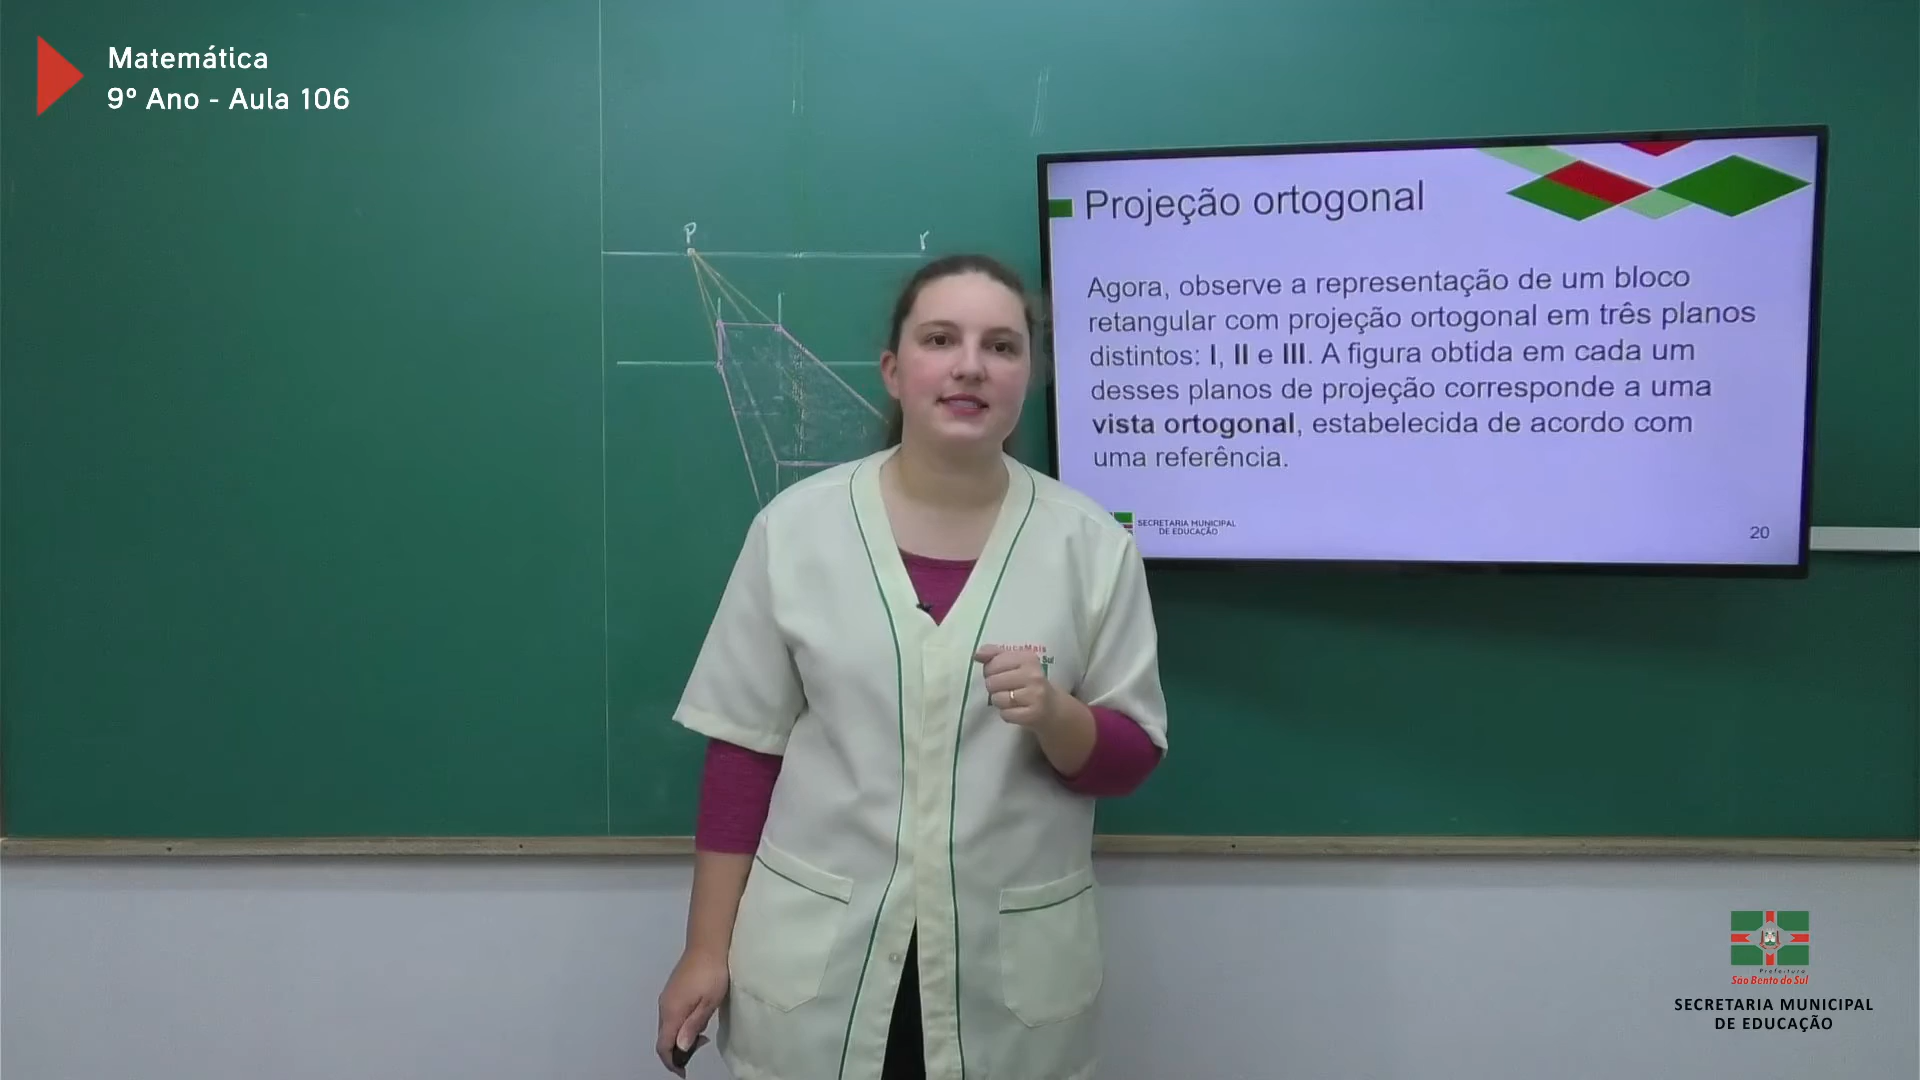 Matemática
9º Ano - Aula 106
P
r
Projeção ortogonal
Agora, observe a representação de um bloco
retangular com projeção ortogonal em três planos
distintos: I, II e III. A figura obtida em cada um
desses planos de projeção corresponde a uma
vista ortogonal, estabelecida de acordo com
uma referência.
SECRETARIA MUNICIPAL
DE EDUCAÇÃO
20
Sul
Prefeitura
São Bento do Sul
SECRETARIA MUNICIPAL
DE EDUCAÇÃO